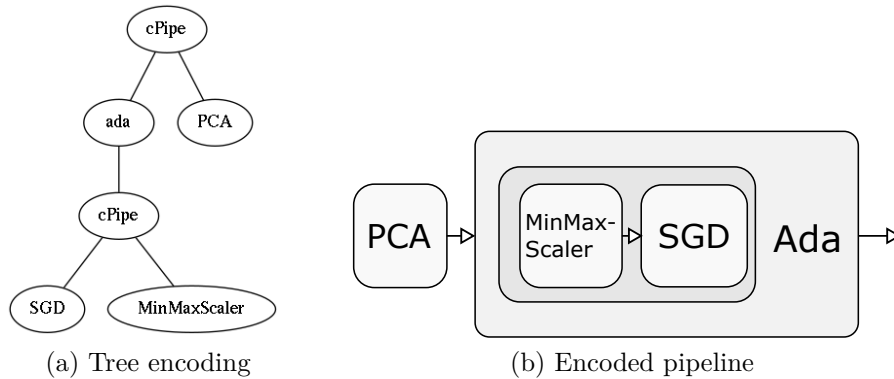 cPipe
ada
PCA
cPipe
SGD
MinMaxScaler
(a) Tree encoding
PCA
MinMax-
Scaler
SGD
Ada
(b) Encoded pipeline